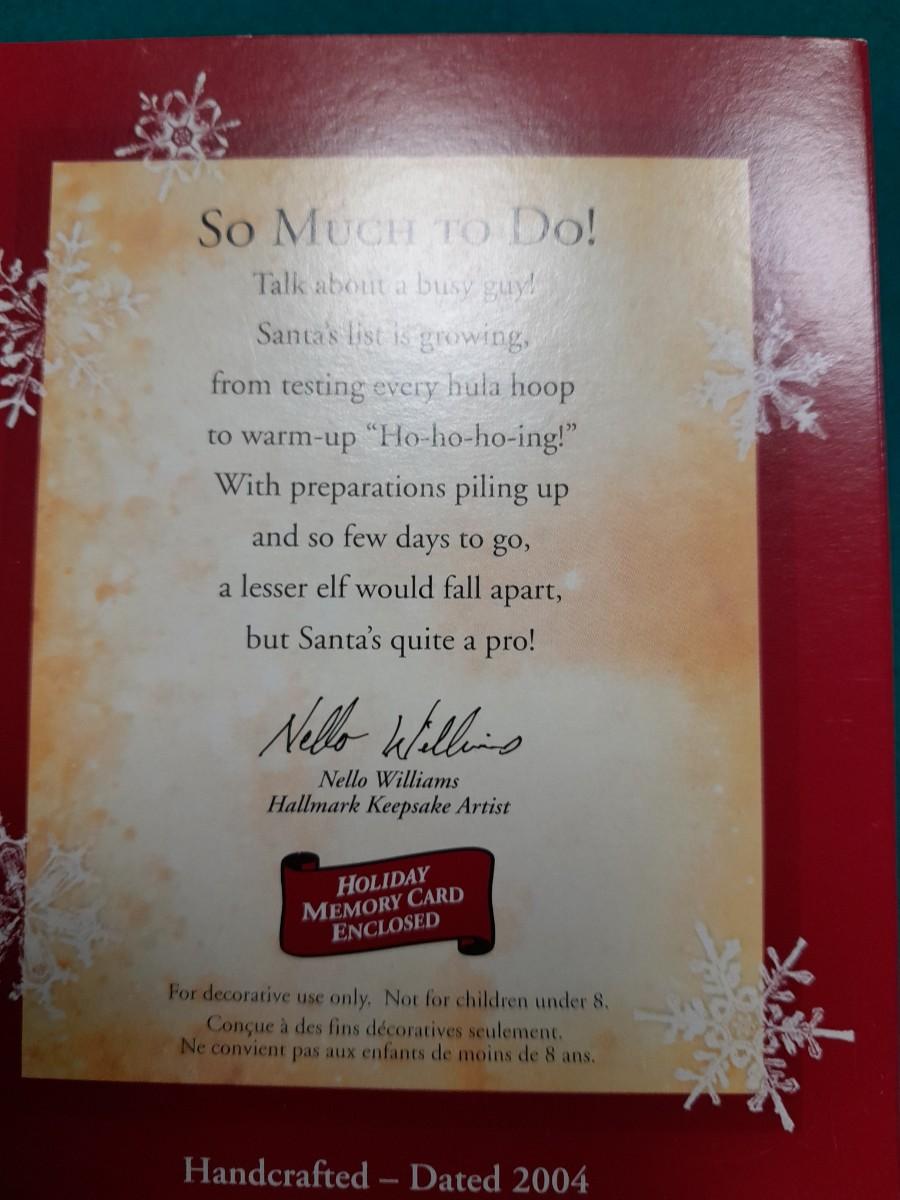 So Much to Do!
Talk about a busy guy!
Santa's list is growing,
from testing every hula hoop
to warm-up “Ho-ho-ho-ing!”
With preparations piling up
and so few days to go,
a lesser elf would fall apart,
but Santa's quite a pro!
Nello Williams
Nello Williams
Hallmark Keepsake Artist
Holiday
Memory Card
Enclosed
For decorative use only. Not for children under 8.
Conçue à des fins décoratives seulement.
Ne convient pas aux enfants de moins de 8 ans.
Handcrafted – Dated 2004